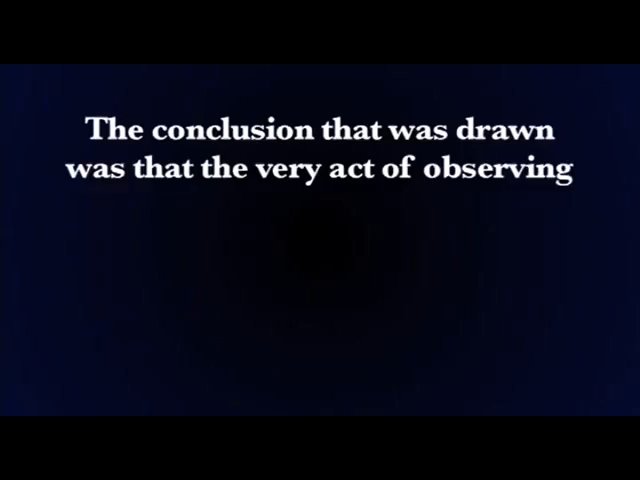 The conclusion that was drawn
was that the very act of observing